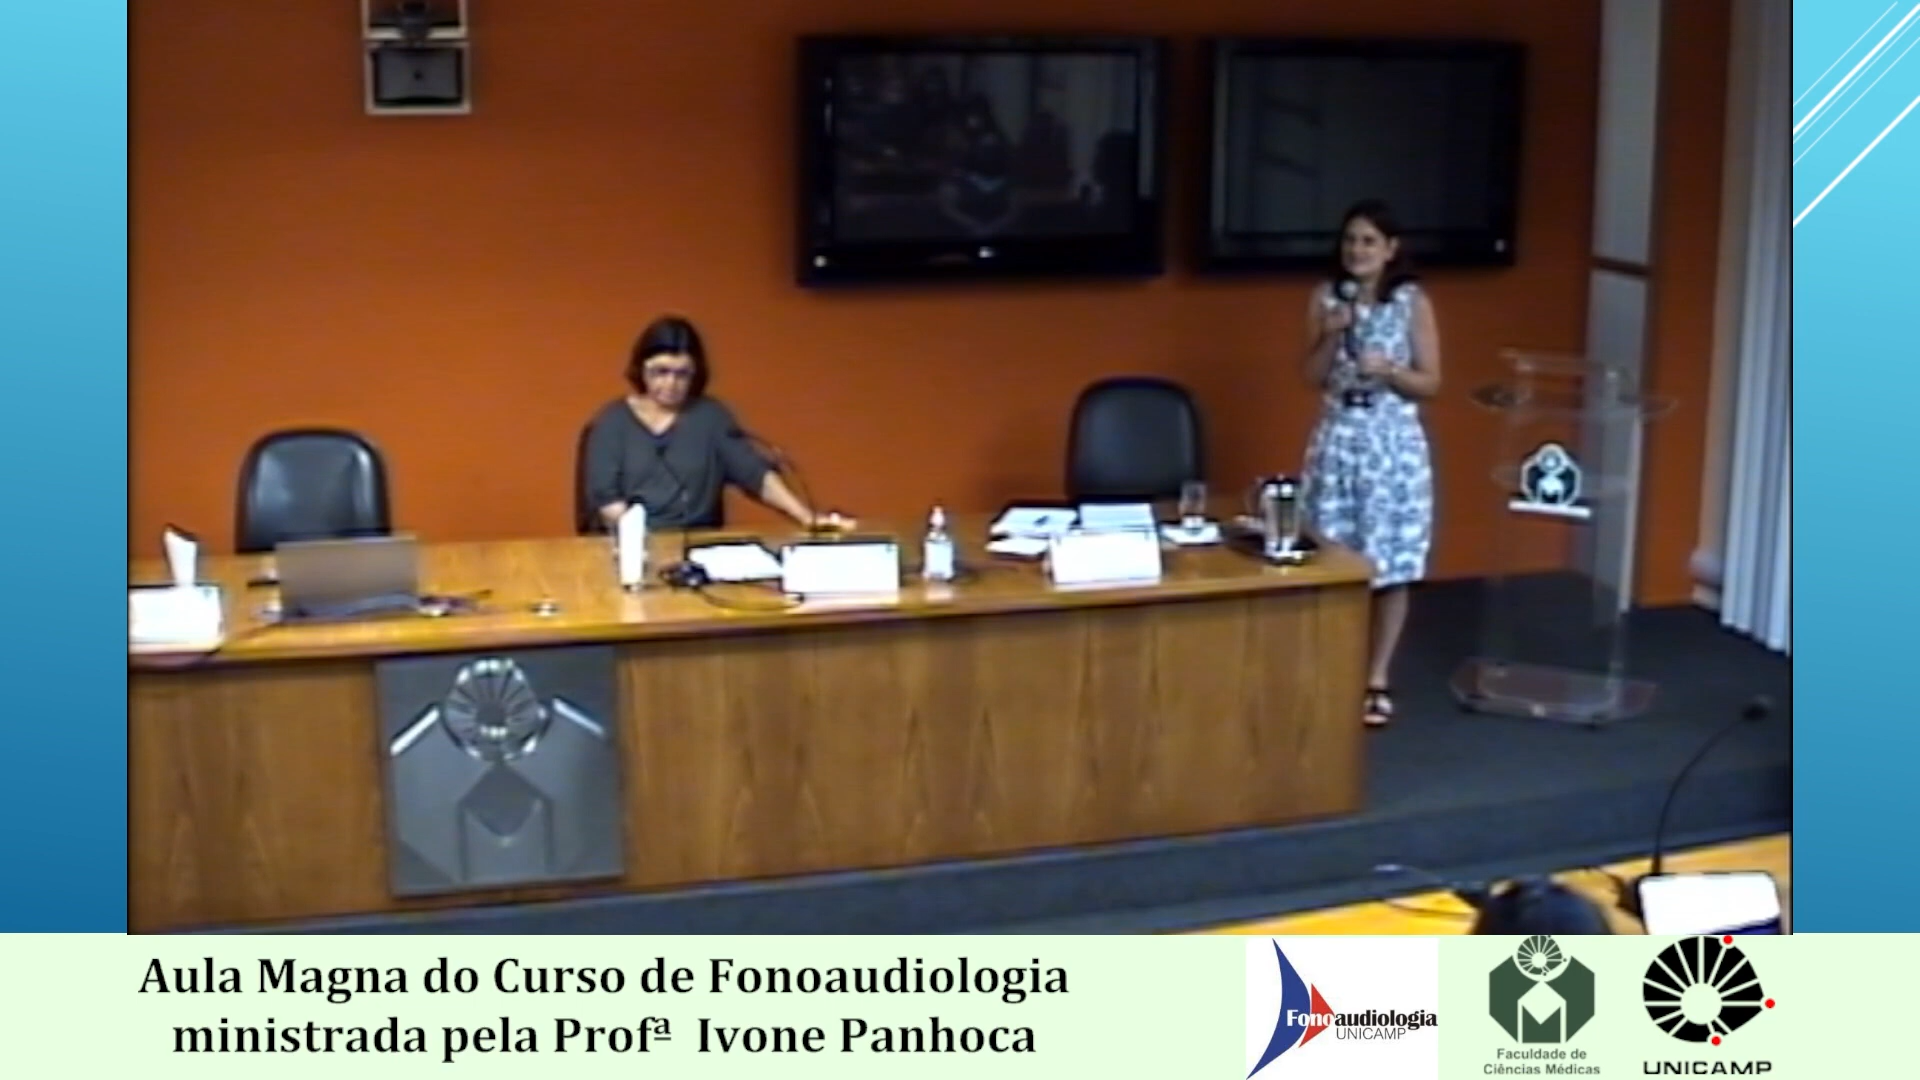 Aula Magna do Curso de Fonoaudiologia
ministrada pela Profª Ivone Panhoca
Fonoaudiologia
UNICAMP
Faculdade de
Ciências Médicas
UNICAMP